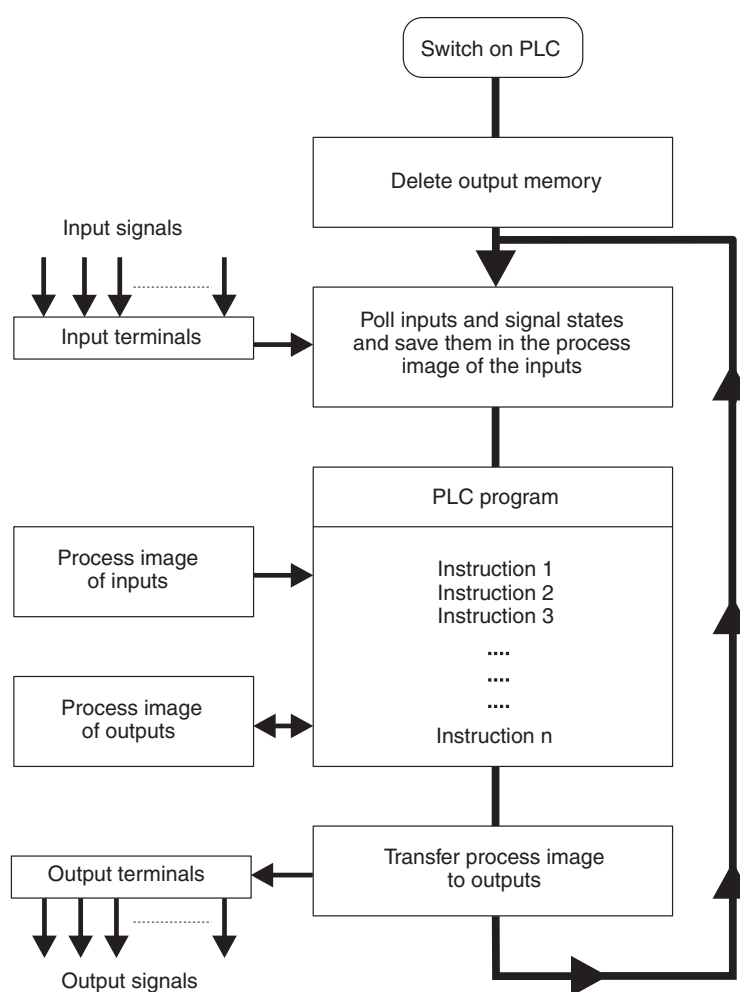 Switch on PLC
Delete output memory
Input signals
Input terminals
Poll inputs and signal states
and save them in the process
image of the inputs
PLC program
Process image
of inputs
Instruction 1
Instruction 2
Instruction 3
....
....
....
Instruction n
Process image
of outputs
Output terminals
Transfer process image
to outputs
Output signals